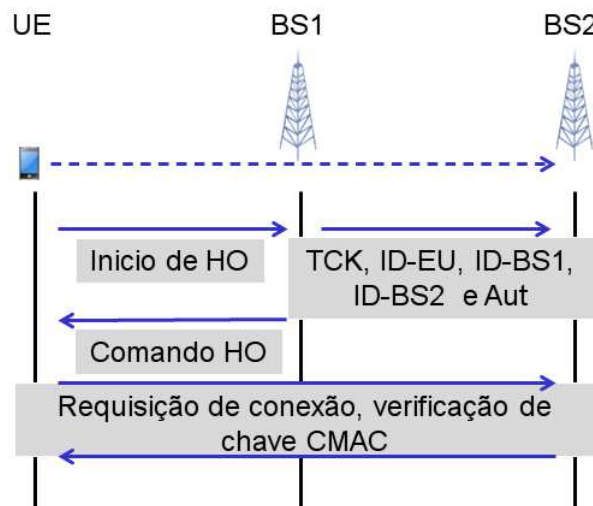 UE
BS1
BS2
Inicio de HO
TCK, ID-EU, ID-BS1,
ID-BS2 e Aut
Comando HO
Requisição de conexão, verificação de
chave CMAC